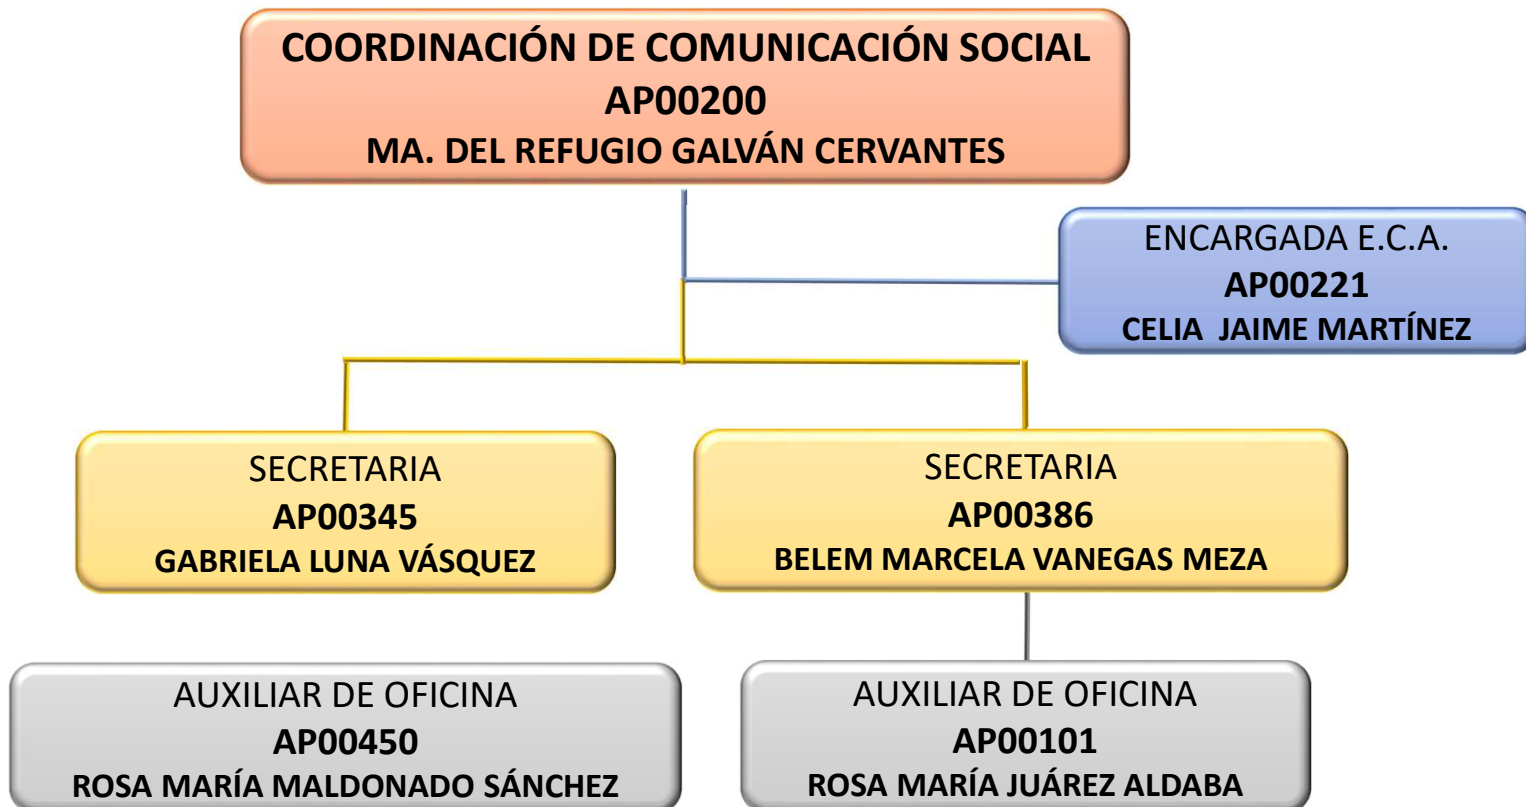 COORDINACIÓN DE COMUNICACIÓN SOCIAL
AP00200
MA. DEL REFUGIO GALVÁN CERVANTES
ENCARGADA E.C.A.
AP00221
CELIA  JAIME MARTÍNEZ
SECRETARIA
AP00345
GABRIELA LUNA VÁSQUEZ
SECRETARIA
AP00386
BELEM MARCELA VANEGAS MEZA
AUXILIAR DE OFICINA
AP00450
ROSA MARÍA MALDONADO SÁNCHEZ
AUXILIAR DE OFICINA
AP00101
ROSA MARÍA JUÁREZ ALDABA